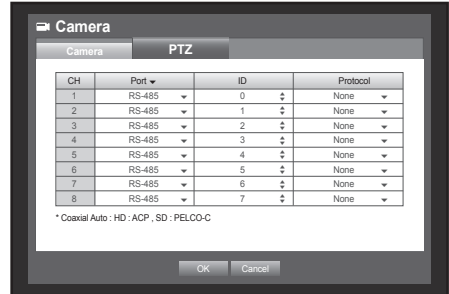 Camera
Camera PTZ
CH Port ID Protocol
1 RS-485 0 None
2 RS-485 1 None
3 RS-485 2 None
4 RS-485 3 None
5 RS-485 4 None
6 RS-485 5 None
7 RS-485 6 None
8 RS-485 7 None
* Coaxial Auto : HD : ACP , SD : PELCO-C
OK Cancel